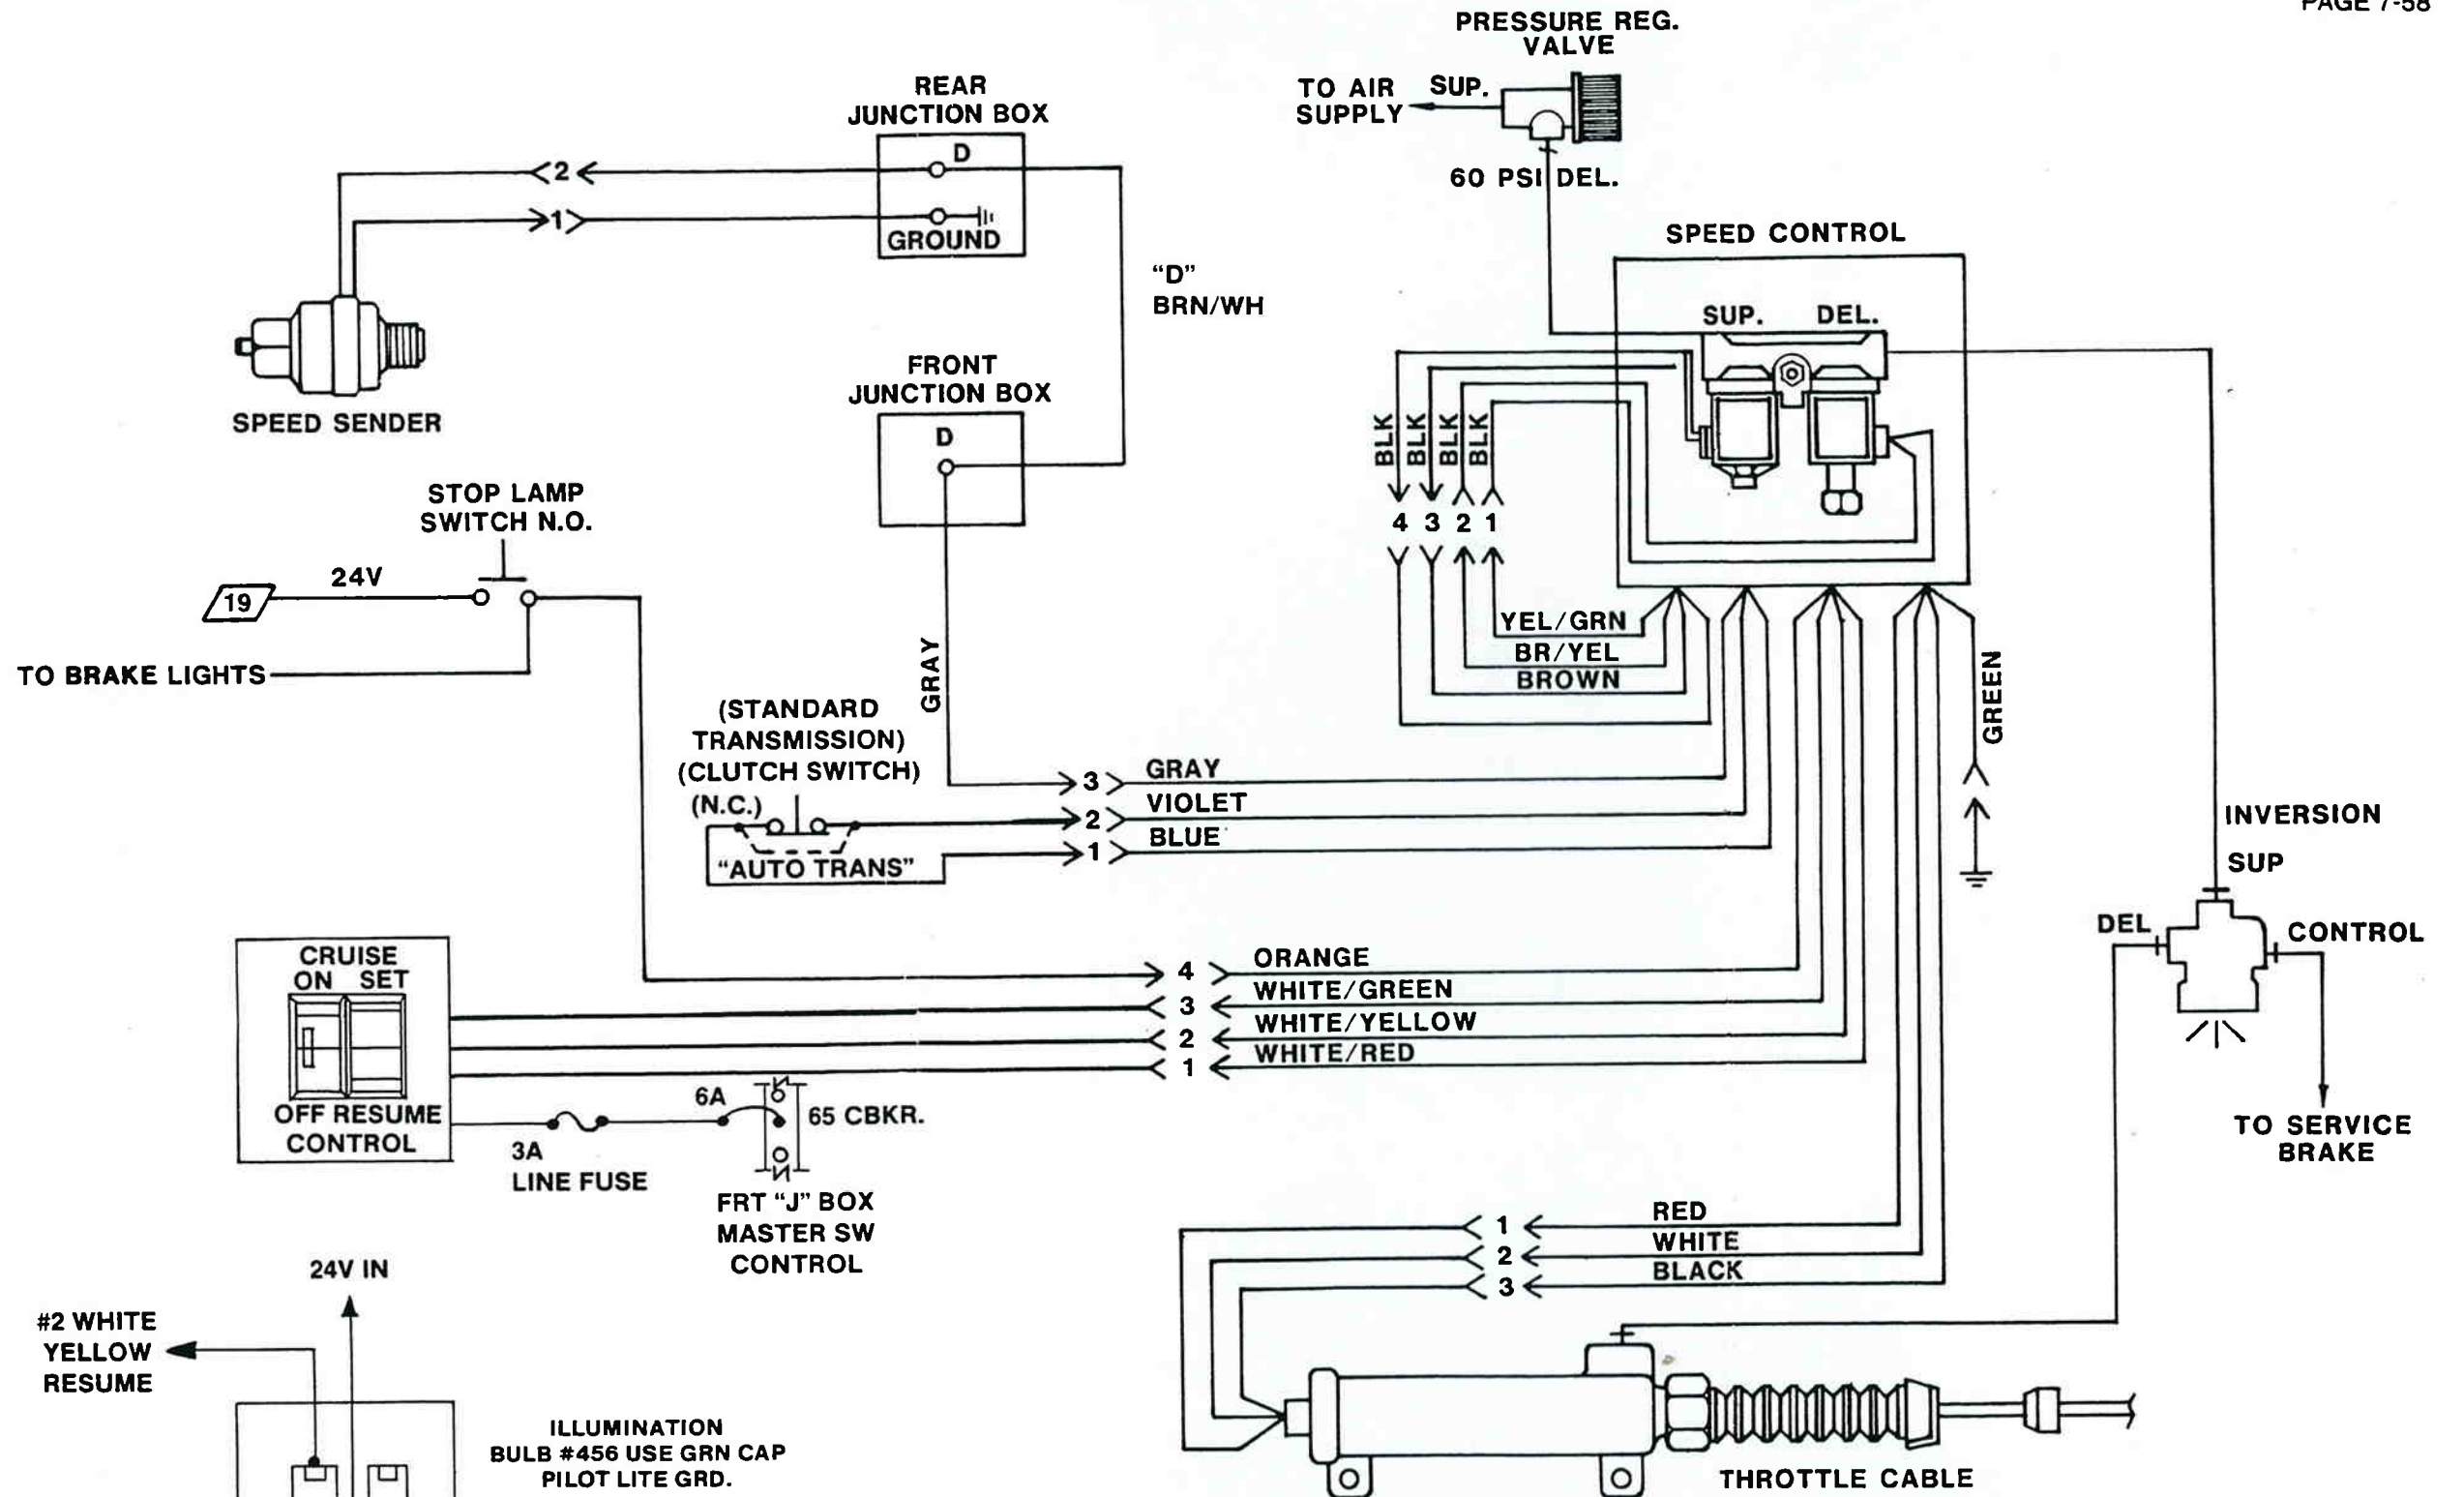 PAGE 7-58
PRESSURE REG.
VALVE
TO AIR
SUPPLY
SUP.
60 PSI DEL.
REAR
JUNCTION BOX
D
GROUND
2
1
SPEED SENDER
"D"
BRN/WH
FRONT
JUNCTION BOX
D
GRAY
SPEED CONTROL
SUP. DEL.
BLK
BLK
BLK
BLK
4 3 2 1
YEL/GRN
BR/YEL
BROWN
GREEN
STOP LAMP
SWITCH N.O.
24V
19
TO BRAKE LIGHTS
(STANDARD
TRANSMISSION)
(CLUTCH SWITCH)
(N.C.)
"AUTO TRANS"
3 GRAY
2 VIOLET
1 BLUE
INVERSION
SUP
DEL
CONTROL
TO SERVICE
BRAKE
CRUISE
ON SET
OFF RESUME
CONTROL
4 ORANGE
3 WHITE/GREEN
2 WHITE/YELLOW
1 WHITE/RED
3A
LINE FUSE
6A
65 CBKR.
FRT "J" BOX
MASTER SW
CONTROL
1 RED
2 WHITE
3 BLACK
THROTTLE CABLE
24V IN
#2 WHITE
YELLOW
RESUME
ILLUMINATION
BULB #456 USE GRN CAP
PILOT LITE GRD.